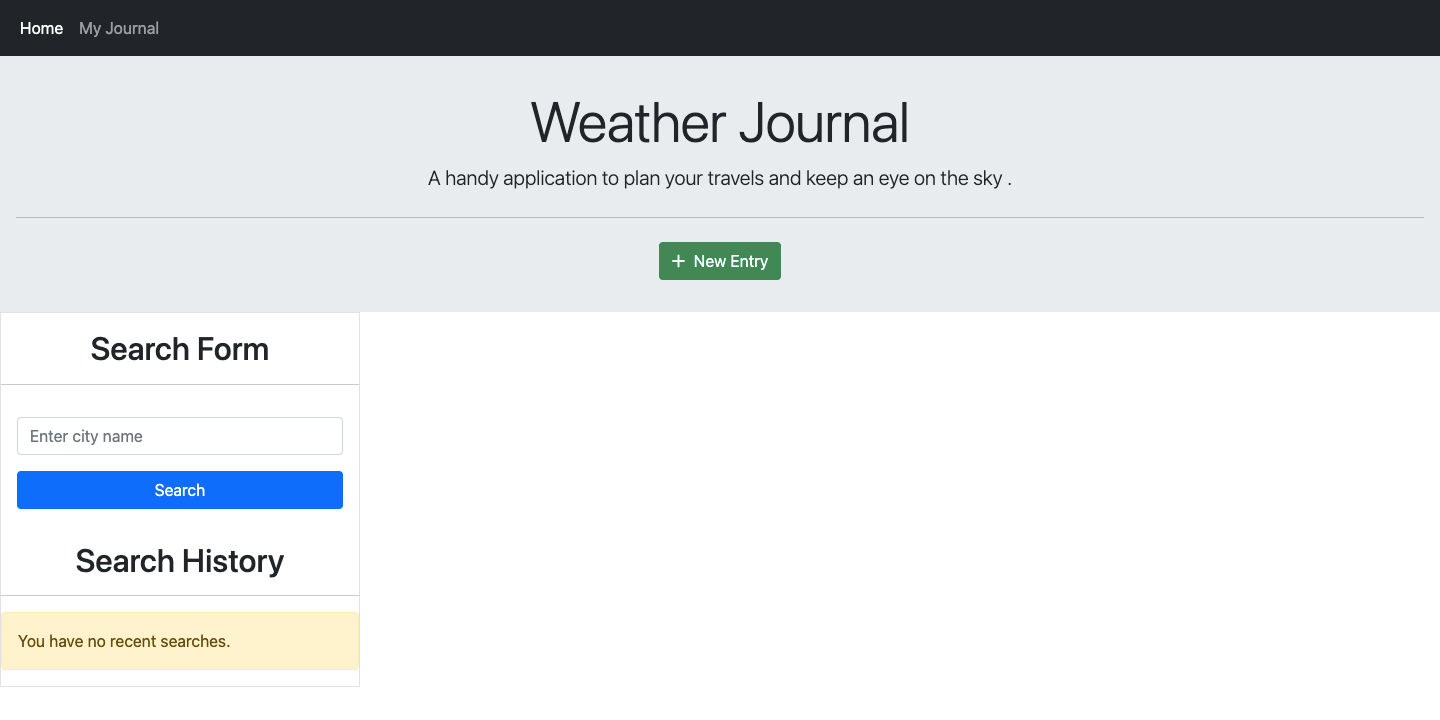 Home My Journal
Weather Journal
A handy application to plan your travels and keep an eye on the sky .
+ New Entry
Search Form
Enter city name
Search
Search History
You have no recent searches.